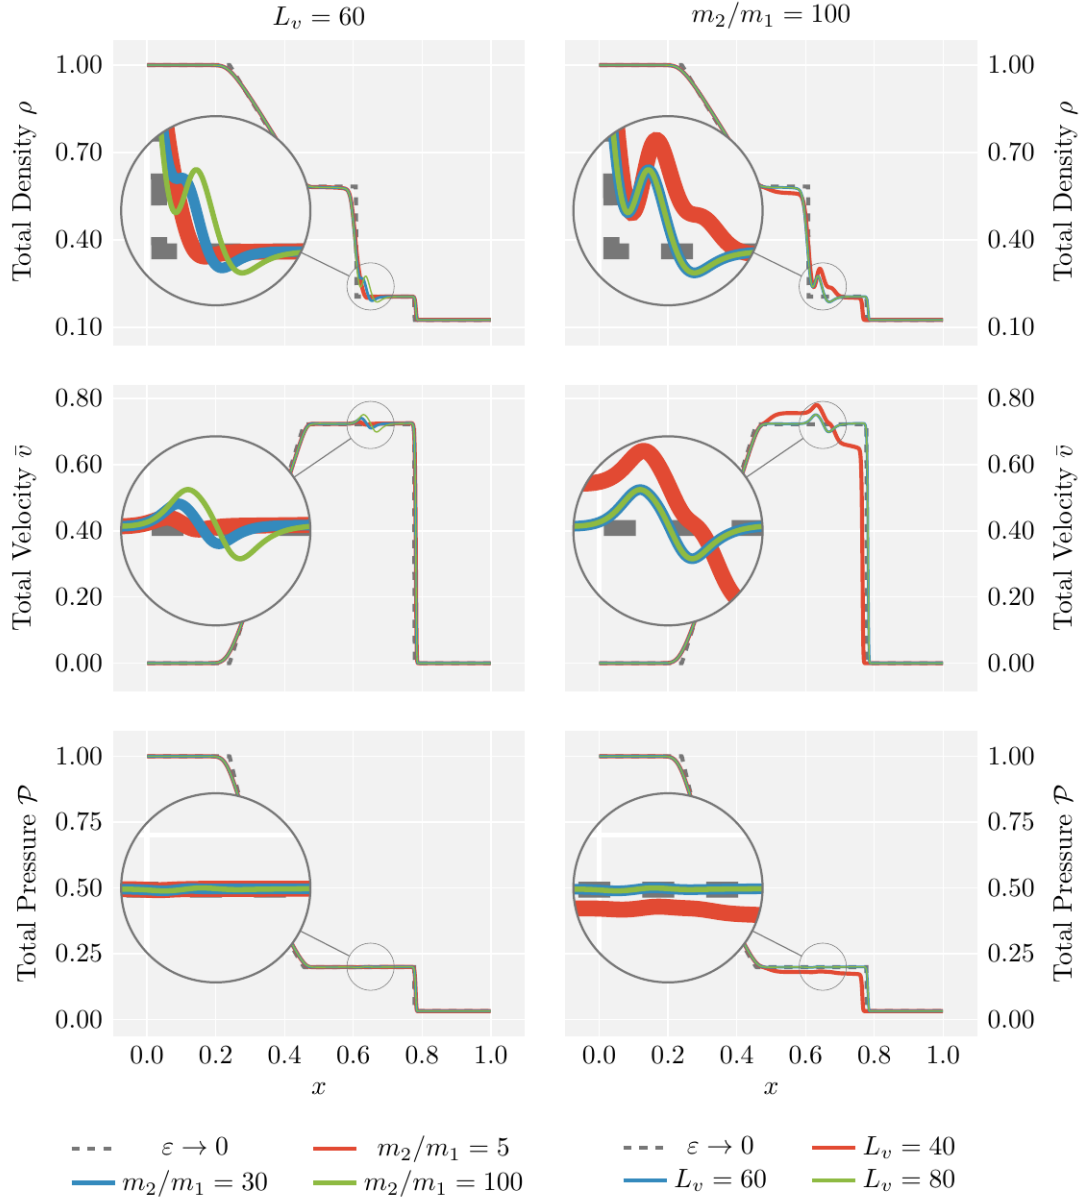 L_v = 60
m_2/m_1 = 100
Total Density ρ
1.00
0.70
0.40
0.10
1.00
0.70
0.40
0.10
Total Density ρ
Total Velocity v̄
0.80
0.60
0.40
0.20
0.00
0.80
0.60
0.40
0.20
0.00
Total Velocity v̄
Total Pressure 𝒫
1.00
0.75
0.50
0.25
0.00
1.00
0.75
0.50
0.25
0.00
Total Pressure 𝒫
0.0 0.2 0.4 0.6 0.8 1.0
0.0 0.2 0.4 0.6 0.8 1.0
x
x
ε → 0
m_2/m_1 = 5
m_2/m_1 = 30
m_2/m_1 = 100
ε → 0
L_v = 40
L_v = 60
L_v = 80